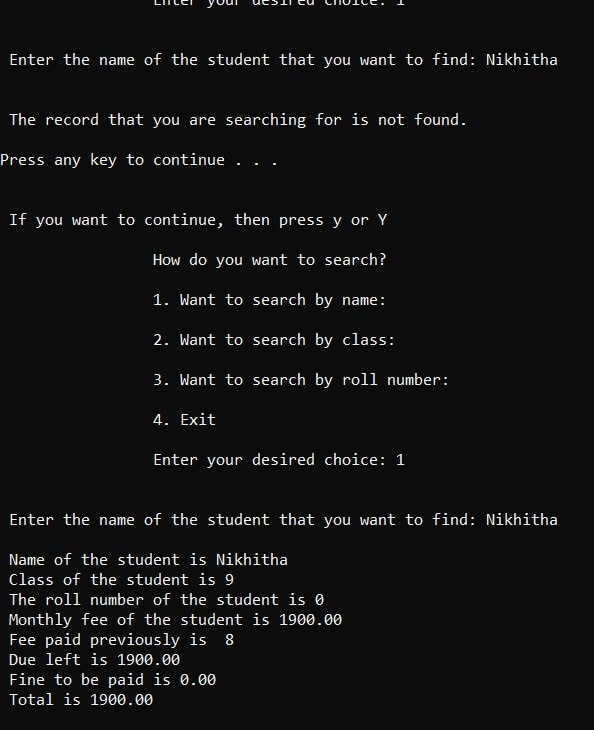 Enter your desired choice: 1
Enter the name of the student that you want to find: Nikhitha
The record that you are searching for is not found.
Press any key to continue . . .
If you want to continue, then press y or Y
How do you want to search?
1. Want to search by name:
2. Want to search by class:
3. Want to search by roll number:
4. Exit
Enter your desired choice: 1
Enter the name of the student that you want to find: Nikhitha
Name of the student is Nikhitha
Class of the student is 9
The roll number of the student is 0
Monthly fee of the student is 1900.00
Fee paid previously is  8
Due left is 1900.00
Fine to be paid is 0.00
Total is 1900.00